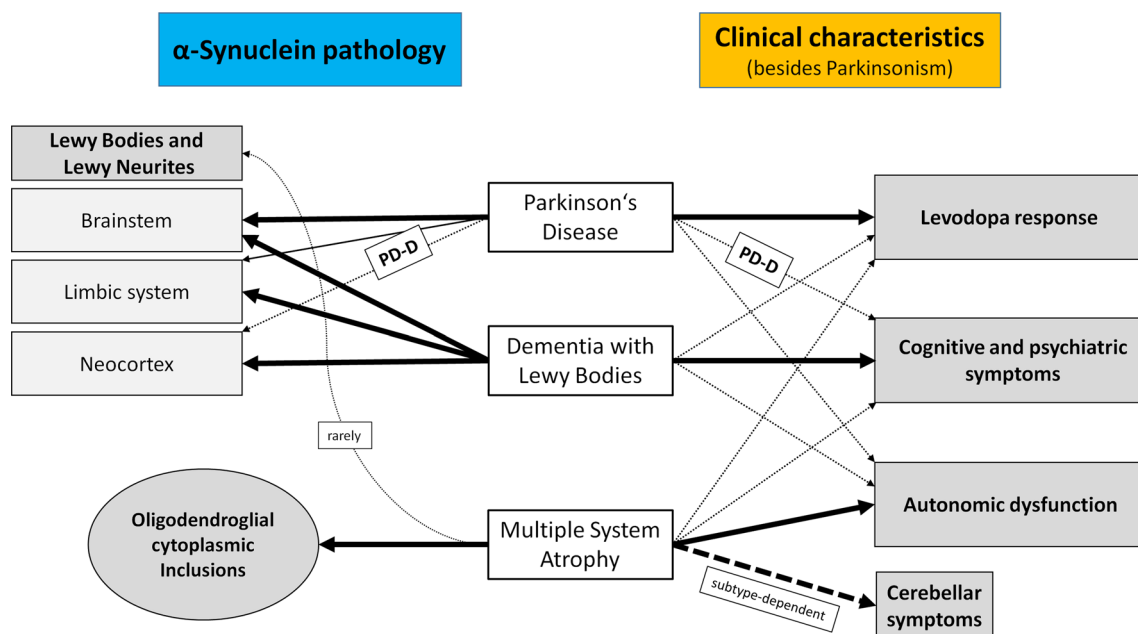 α-Synuclein pathology
Clinical characteristics
(besides Parkinsonism)
Lewy Bodies and
Lewy Neurites
Brainstem
Limbic system
Neocortex
Oligodendroglial
cytoplasmic
Inclusions
Parkinson‘s
Disease
PD-D
Dementia with
Lewy Bodies
rarely
Multiple System
Atrophy
PD-D
subtype-dependent
Levodopa response
Cognitive and psychiatric
symptoms
Autonomic dysfunction
Cerebellar
symptoms